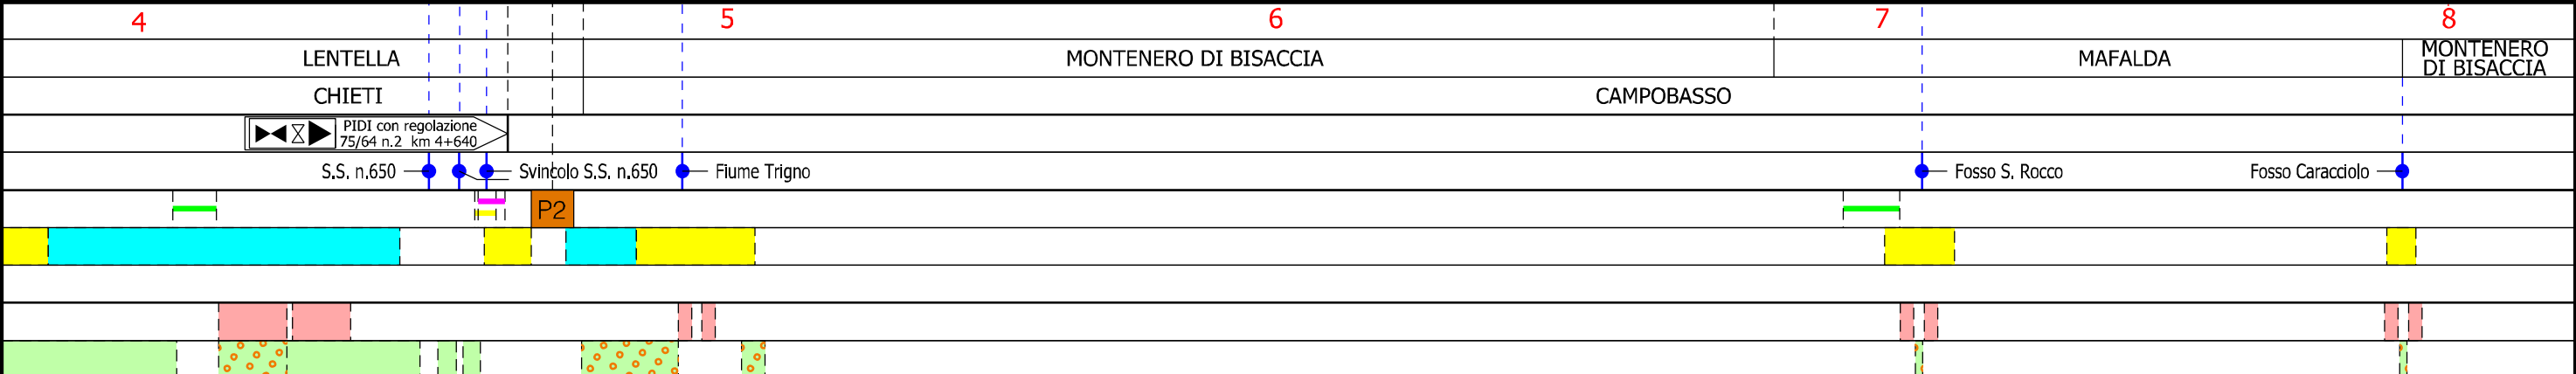 4 5 6 7 8
LENTELLA MONTENERO DI BISACCIA MAFALDA MONTENERO
DI BISACCIA
CHIETI CAMPOBASSO
PIDI con regolazione
75/64 n.2 km 4+640
S.S. n.650 Svincolo S.S. n.650 Fiume Trigno Fosso S. Rocco Fosso Caracciolo
P2